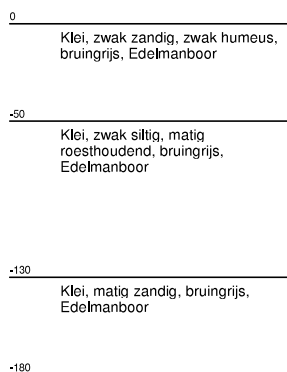 0
Klei, zwak zandig, zwak humeus,
bruingrijs, Edelmanboor
-50
Klei, zwak siltig, matig
roesthoudend, bruingrijs,
Edelmanboor
-130
Klei, matig zandig, bruingrijs,
Edelmanboor
-180